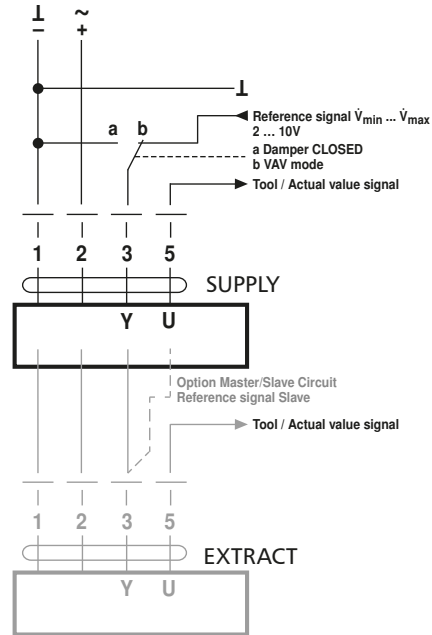 ⊥ ~
− +
⊥
a b
Reference signal V̇min ... V̇max
2 ... 10V
a Damper CLOSED
b VAV mode
Tool / Actual value signal
1 2 3 5
SUPPLY
Y U
Option Master/Slave Circuit
Reference signal Slave
Tool / Actual value signal
1 2 3 5
EXTRACT
Y U